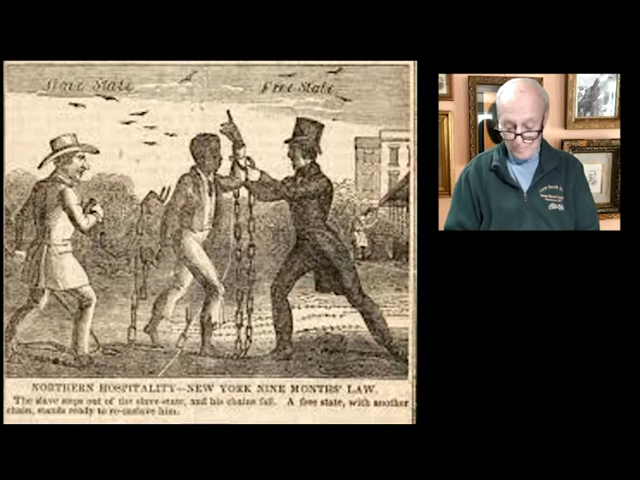 Slave State
Free State
NORTHERN HOSPITALITY—NEW YORK NINE MONTHS' LAW.
The slave steps out of the slave-state, and his chains fall. A free state, with another
chain, stands ready to re-enslave him.